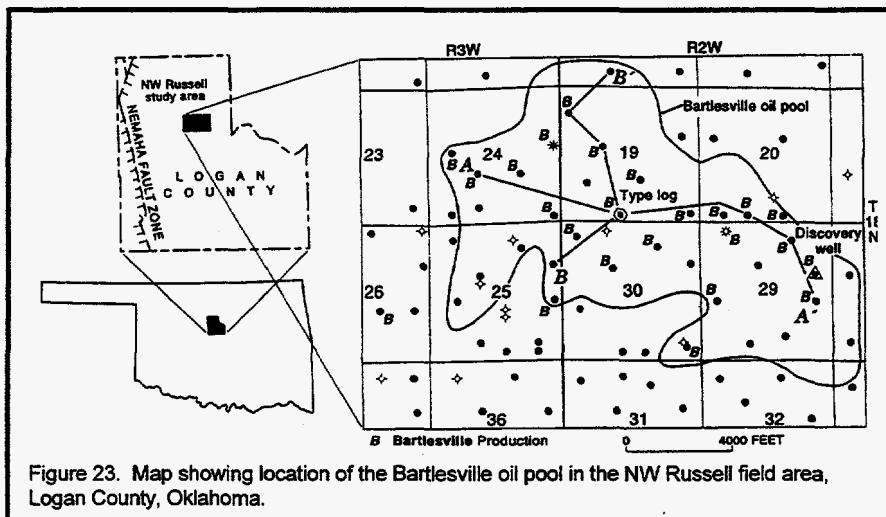 R3W R2W
NW Russell
study area
NEMAHA FAULT ZONE
LOGAN
COUNTY
B´
Bartlesville oil pool
B
B
B
23 24 19 20
B
A
B
B
B
B
Type log
T
18
N
B
B
B
B
B
B
B
Discovery
well
B
B
B
B
B
26 25 30 29
B
B
B
B
A´
B
36 31 32
B Bartlesville Production 0 4000 FEET
Figure 23. Map showing location of the Bartlesville oil pool in the NW Russell field area,
Logan County, Oklahoma.